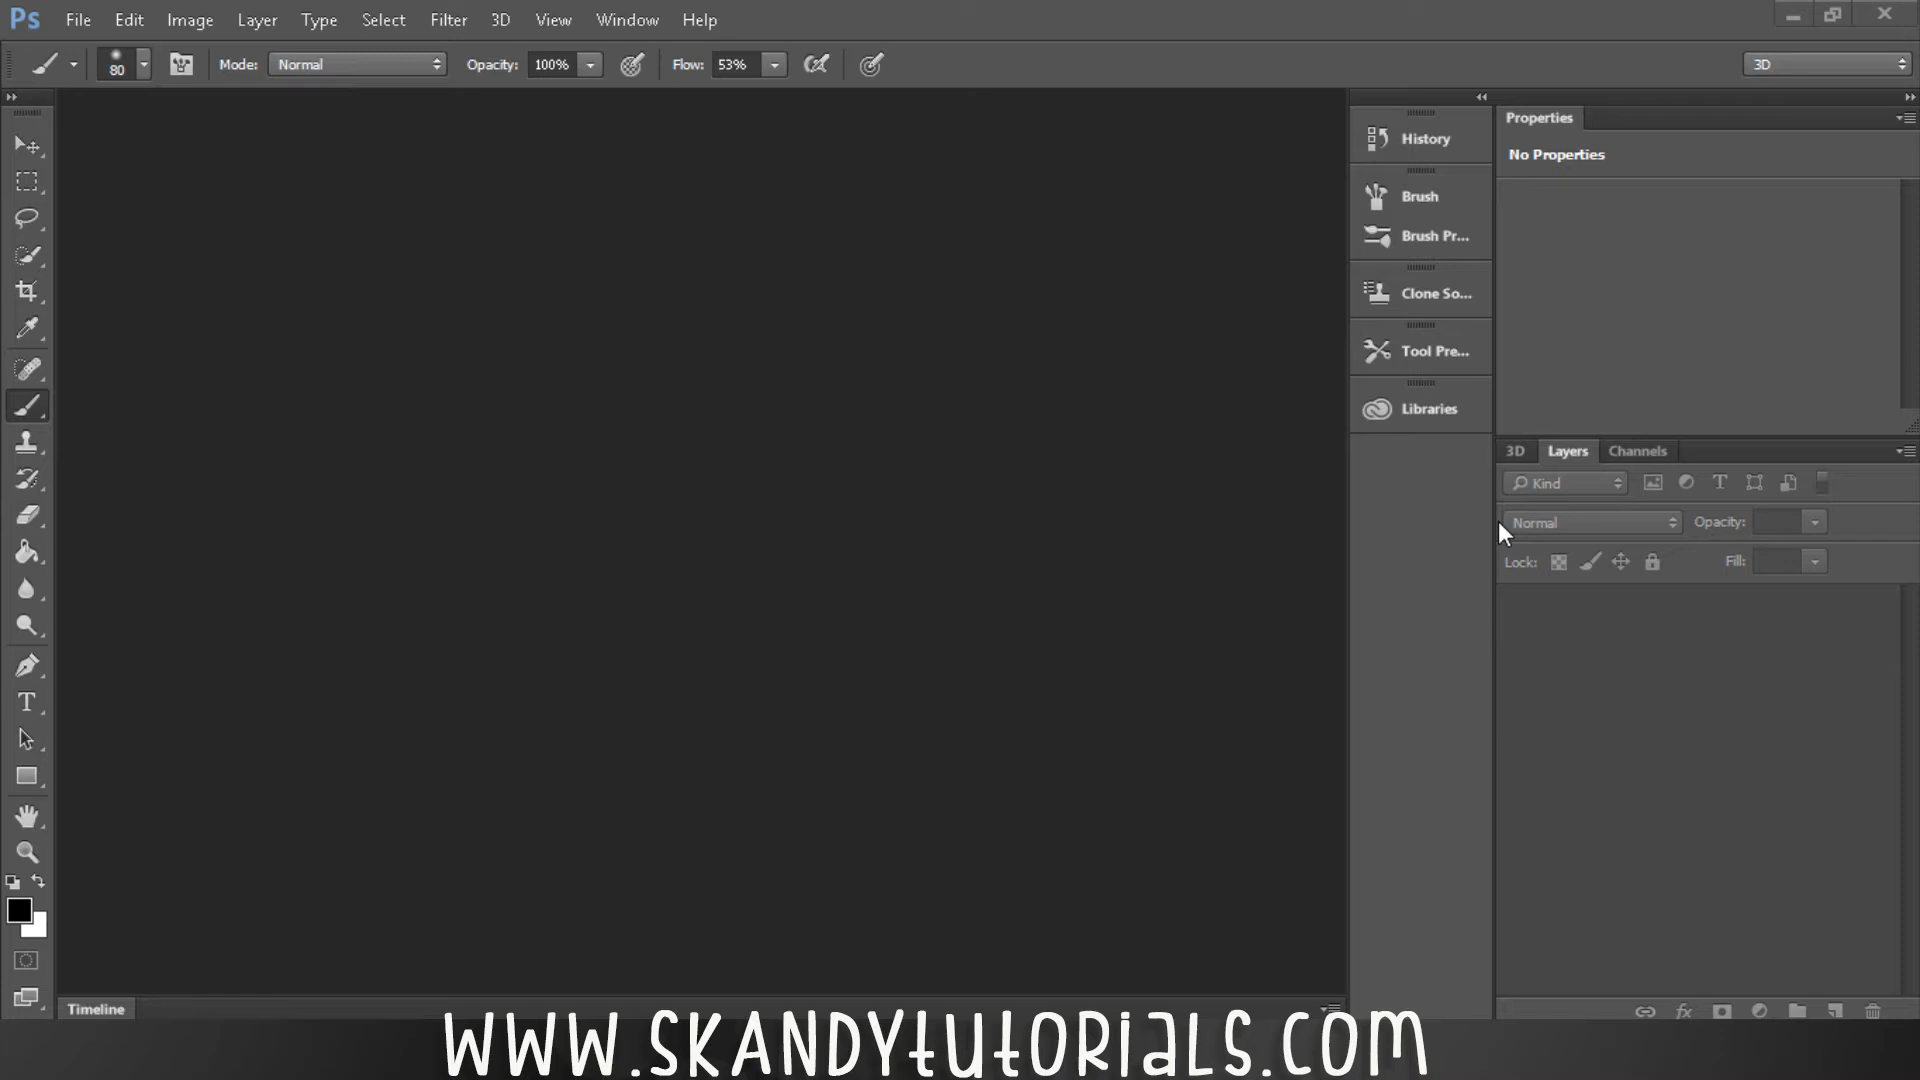 Ps File Edit Image Layer Type Select Filter 3D View Window Help
80 Mode: Normal Opacity: 100% Flow: 53% 3D
History
Brush
Brush Pr...
Clone So...
Tool Pre...
Libraries
Properties
No Properties
3D Layers Channels
Kind T
Normal Opacity:
Lock: Fill:
fx
T
Timeline
www.skandytutorials.com